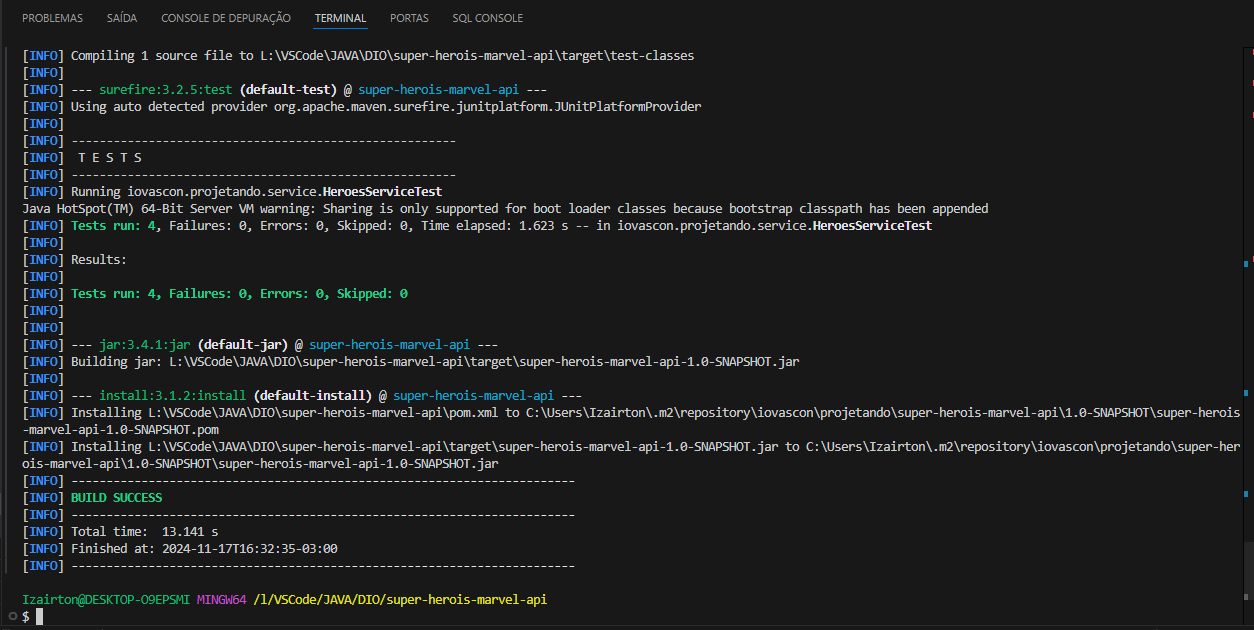 PROBLEMAS SAÍDA CONSOLE DE DEPURAÇÃO TERMINAL PORTAS SQL CONSOLE
[INFO] Compiling 1 source file to L:\VSCode\JAVA\DIO\super-herois-marvel-api\target\test-classes
[INFO]
[INFO] --- surefire:3.2.5:test (default-test) @ super-herois-marvel-api ---
[INFO] Using auto detected provider org.apache.maven.surefire.junitplatform.JUnitPlatformProvider
[INFO]
[INFO] -------------------------------------------------------
[INFO]  T E S T S
[INFO] -------------------------------------------------------
[INFO] Running iovascon.projetando.service.HeroesServiceTest
Java HotSpot(TM) 64-Bit Server VM warning: Sharing is only supported for boot loader classes because bootstrap classpath has been appended
[INFO] Tests run: 4, Failures: 0, Errors: 0, Skipped: 0, Time elapsed: 1.623 s -- in iovascon.projetando.service.HeroesServiceTest
[INFO]
[INFO] Results:
[INFO]
[INFO] Tests run: 4, Failures: 0, Errors: 0, Skipped: 0
[INFO]
[INFO]
[INFO] --- jar:3.4.1:jar (default-jar) @ super-herois-marvel-api ---
[INFO] Building jar: L:\VSCode\JAVA\DIO\super-herois-marvel-api\target\super-herois-marvel-api-1.0-SNAPSHOT.jar
[INFO]
[INFO] --- install:3.1.2:install (default-install) @ super-herois-marvel-api ---
[INFO] Installing L:\VSCode\JAVA\DIO\super-herois-marvel-api\pom.xml to C:\Users\Izairton\.m2\repository\iovascon\projetando\super-herois-marvel-api\1.0-SNAPSHOT\super-herois
-marvel-api-1.0-SNAPSHOT.pom
[INFO] Installing L:\VSCode\JAVA\DIO\super-herois-marvel-api\target\super-herois-marvel-api-1.0-SNAPSHOT.jar to C:\Users\Izairton\.m2\repository\iovascon\projetando\super-her
ois-marvel-api\1.0-SNAPSHOT\super-herois-marvel-api-1.0-SNAPSHOT.jar
[INFO] ------------------------------------------------------------------------
[INFO] BUILD SUCCESS
[INFO] ------------------------------------------------------------------------
[INFO] Total time:  13.141 s
[INFO] Finished at: 2024-11-17T16:32:35-03:00
[INFO] ------------------------------------------------------------------------
Izairton@DESKTOP-O9EPSMI MINGW64 /l/VSCode/JAVA/DIO/super-herois-marvel-api
$